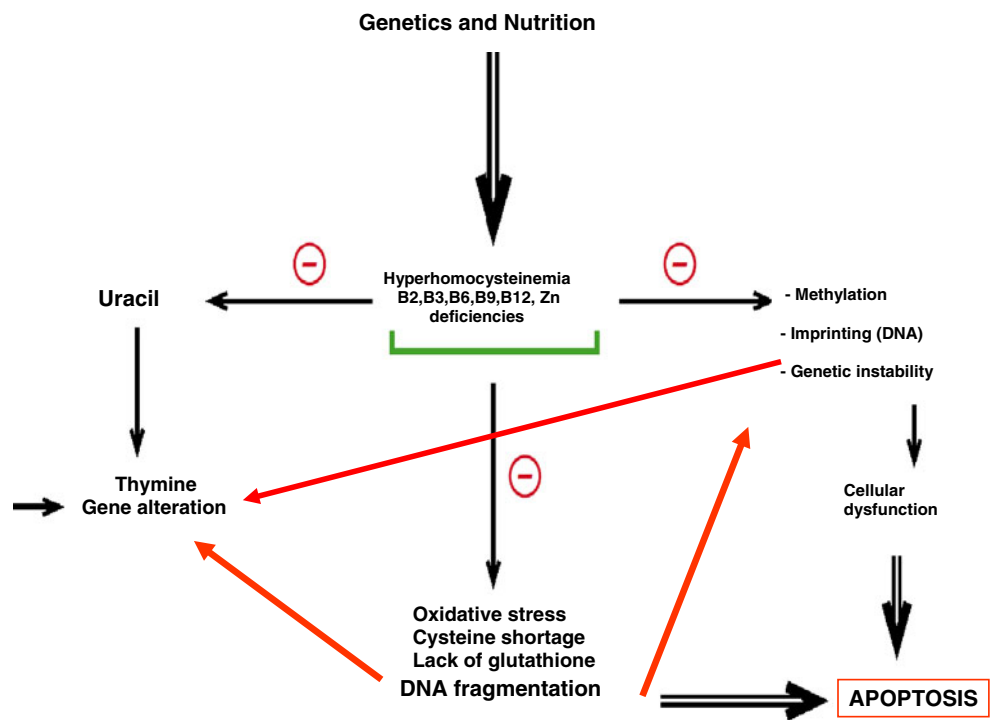 Genetics and Nutrition
Hyperhomocysteinemia
B2,B3,B6,B9,B12, Zn
deficiencies
Uracil
- Methylation
- Imprinting (DNA)
- Genetic instability
Thymine
Gene alteration
Cellular
dysfunction
Oxidative stress
Cysteine shortage
Lack of glutathione
DNA fragmentation
APOPTOSIS